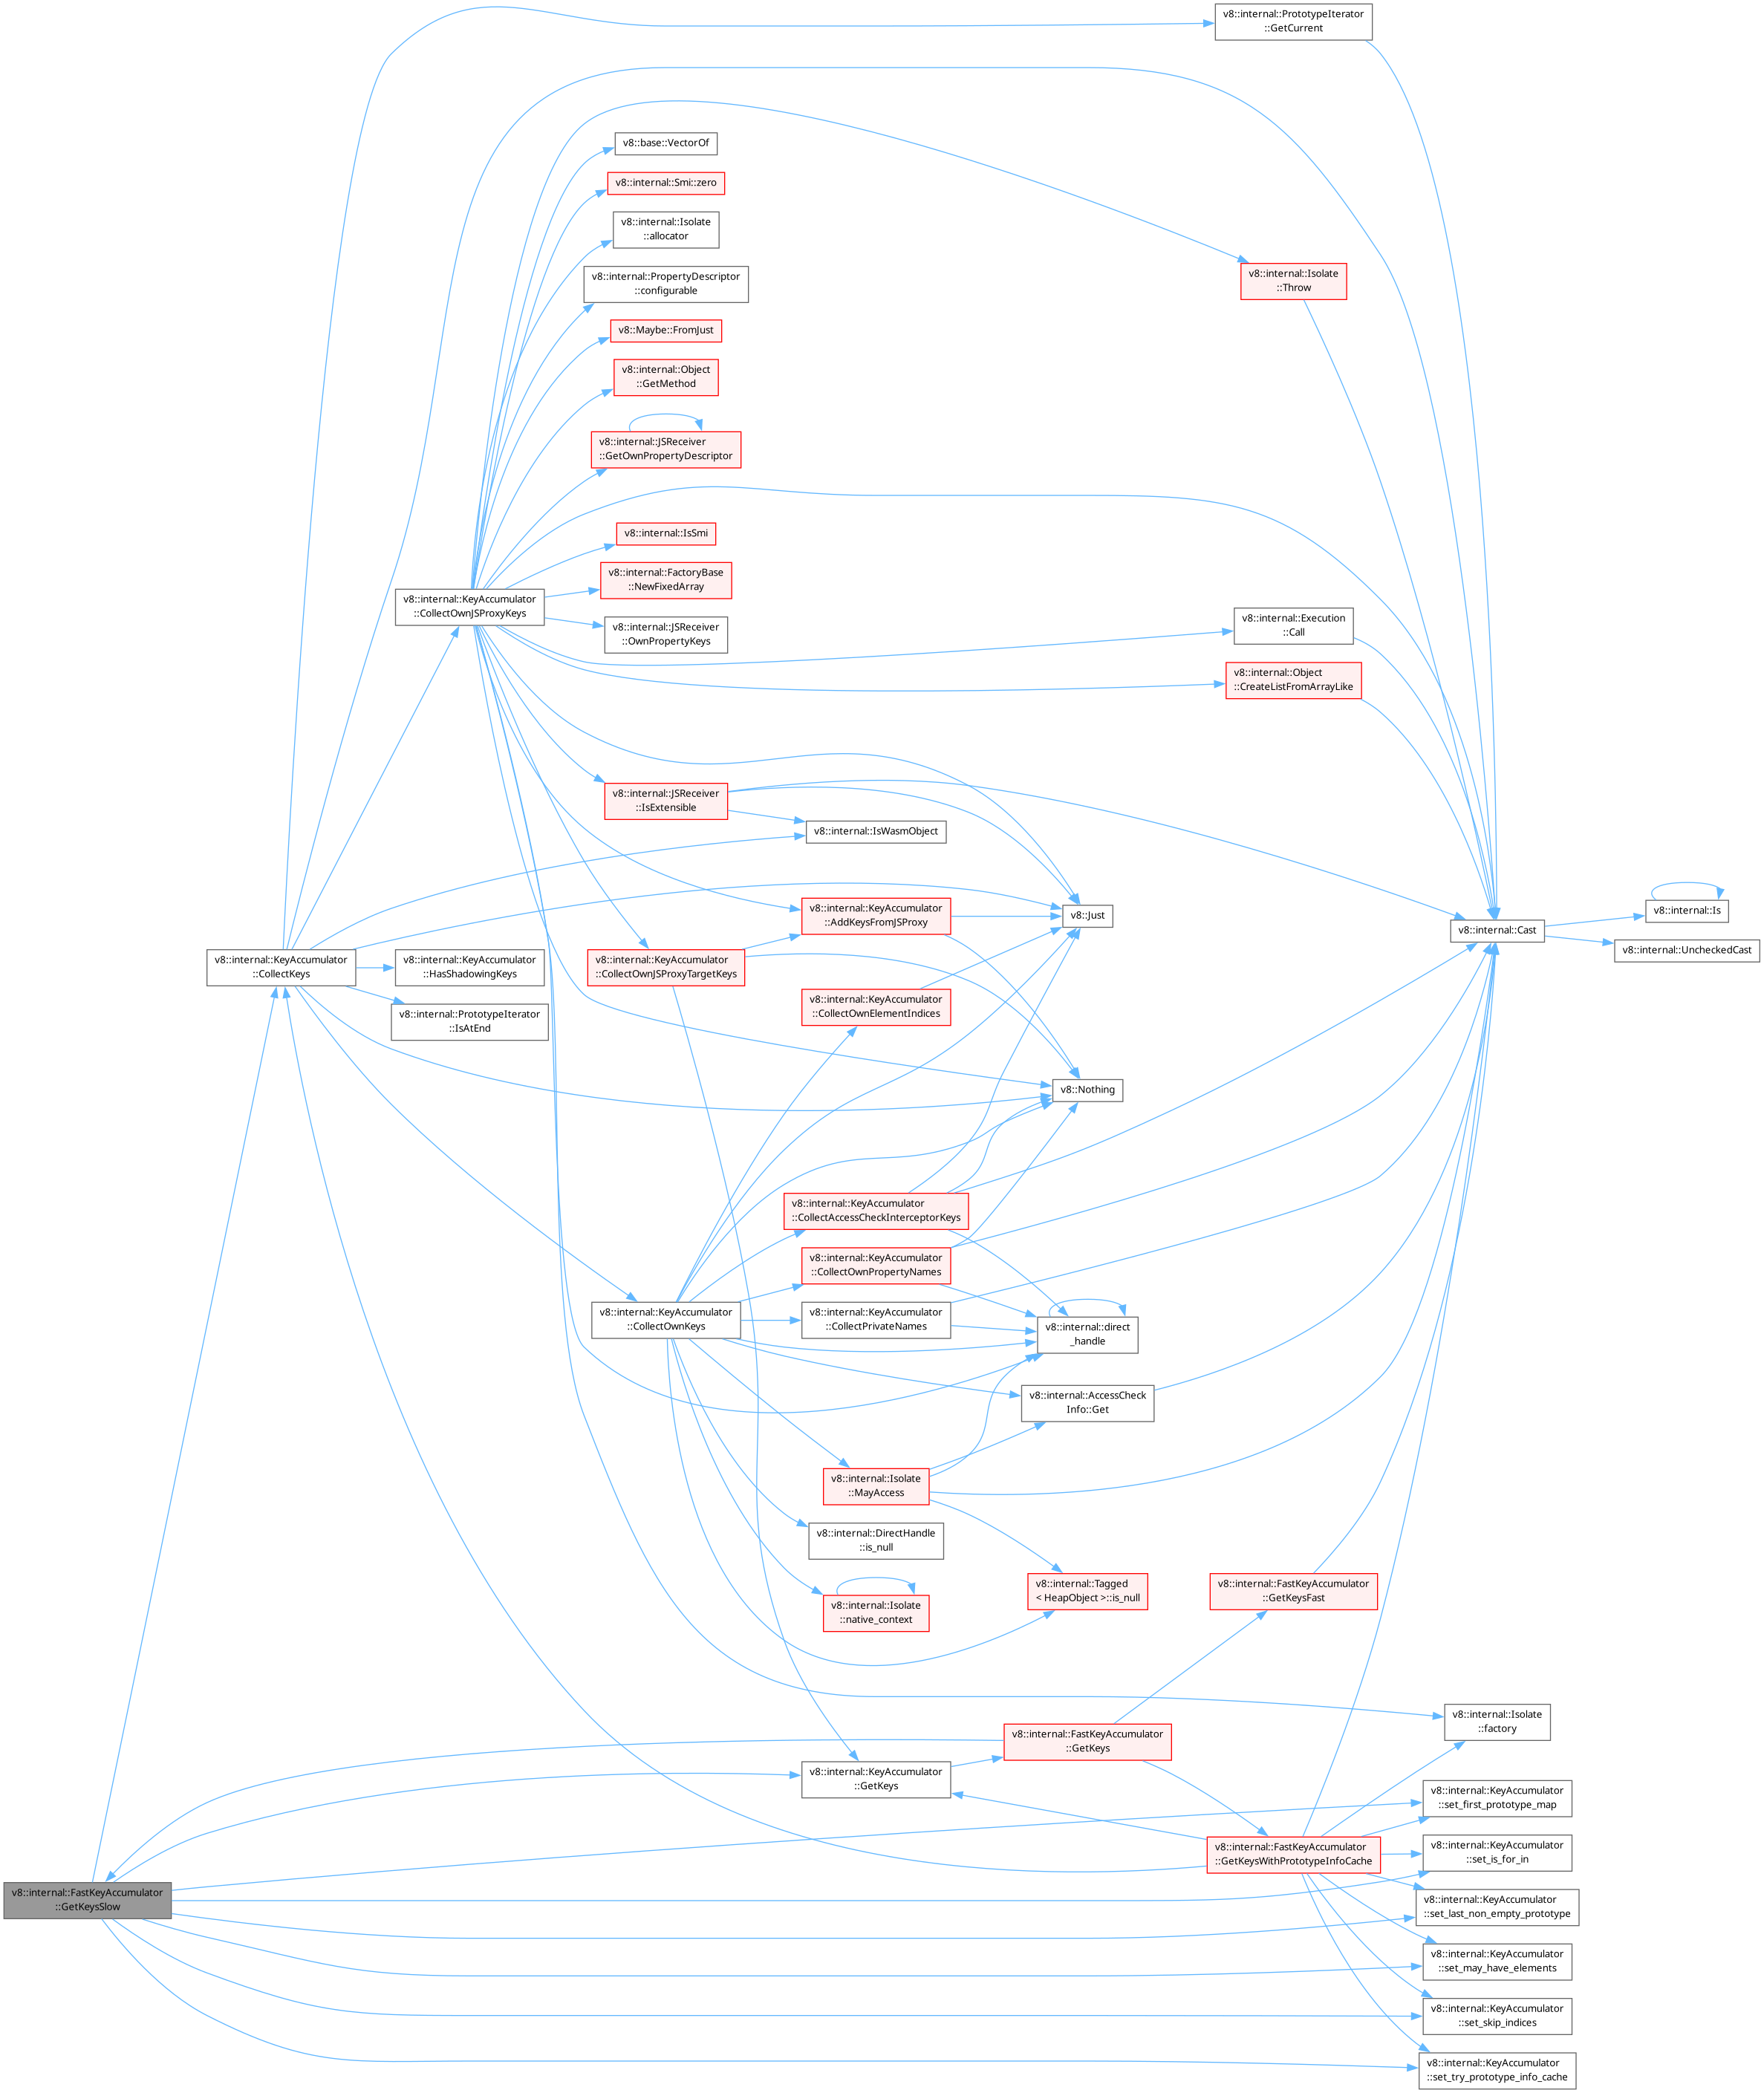 v8::internal::PrototypeIterator
::GetCurrent
v8::base::VectorOf
v8::internal::Smi::zero
v8::internal::Isolate
::allocator
v8::internal::Isolate
::Throw
v8::internal::PropertyDescriptor
::configurable
v8::Maybe::FromJust
v8::internal::Object
::GetMethod
v8::internal::JSReceiver
::GetOwnPropertyDescriptor
v8::internal::IsSmi
v8::internal::FactoryBase
::NewFixedArray
v8::internal::KeyAccumulator
::CollectOwnJSProxyKeys
v8::internal::JSReceiver
::OwnPropertyKeys
v8::internal::Execution
::Call
v8::internal::Object
::CreateListFromArrayLike
v8::internal::JSReceiver
::IsExtensible
v8::internal::IsWasmObject
v8::internal::KeyAccumulator
::AddKeysFromJSProxy
v8::Just
v8::internal::Is
v8::internal::Cast
v8::internal::UncheckedCast
v8::internal::KeyAccumulator
::CollectKeys
v8::internal::KeyAccumulator
::HasShadowingKeys
v8::internal::KeyAccumulator
::CollectOwnJSProxyTargetKeys
v8::internal::PrototypeIterator
::IsAtEnd
v8::internal::KeyAccumulator
::CollectOwnElementIndices
v8::Nothing
v8::internal::KeyAccumulator
::CollectAccessCheckInterceptorKeys
v8::internal::KeyAccumulator
::CollectOwnPropertyNames
v8::internal::KeyAccumulator
::CollectOwnKeys
v8::internal::KeyAccumulator
::CollectPrivateNames
v8::internal::direct
_handle
v8::internal::AccessCheck
Info::Get
v8::internal::Isolate
::MayAccess
v8::internal::DirectHandle
::is_null
v8::internal::Isolate
::native_context
v8::internal::Tagged
< HeapObject >::is_null
v8::internal::FastKeyAccumulator
::GetKeysFast
v8::internal::Isolate
::factory
v8::internal::FastKeyAccumulator
::GetKeys
v8::internal::KeyAccumulator
::GetKeys
v8::internal::KeyAccumulator
::set_first_prototype_map
v8::internal::FastKeyAccumulator
::GetKeysWithPrototypeInfoCache
v8::internal::KeyAccumulator
::set_is_for_in
v8::internal::FastKeyAccumulator
::GetKeysSlow
v8::internal::KeyAccumulator
::set_last_non_empty_prototype
v8::internal::KeyAccumulator
::set_may_have_elements
v8::internal::KeyAccumulator
::set_skip_indices
v8::internal::KeyAccumulator
::set_try_prototype_info_cache